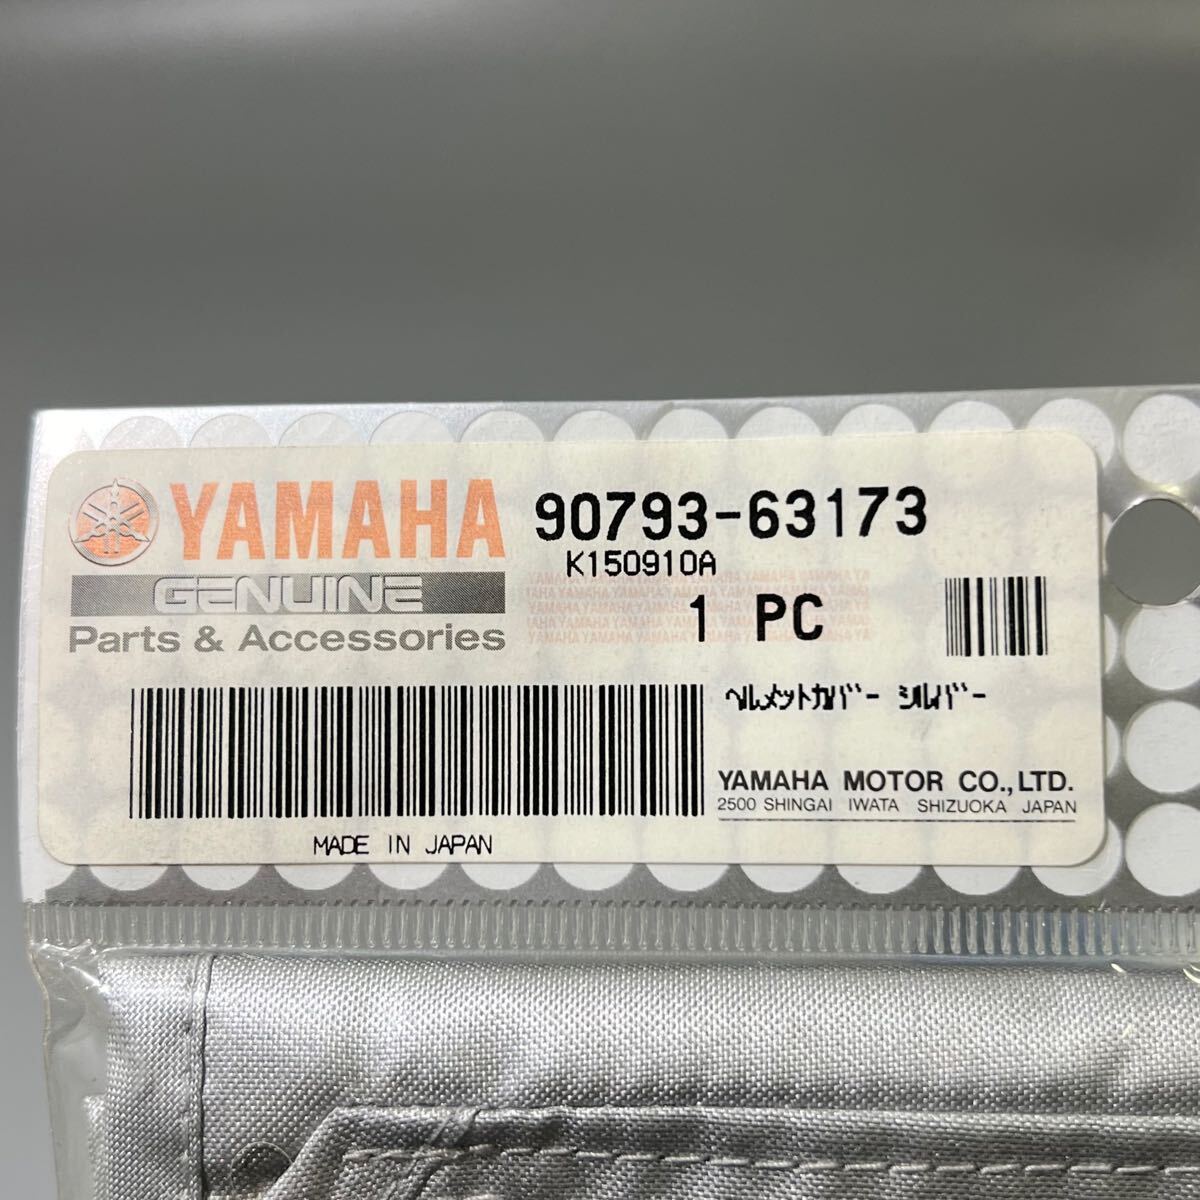 YAMAHA
GENUINE
Parts & Accessories
90793-63173
K150910A
1 PC
ヘルメットカバー シルバー
YAMAHA MOTOR CO.,LTD.
2500 SHINGAI IWATA SHIZUOKA JAPAN
MADE IN JAPAN